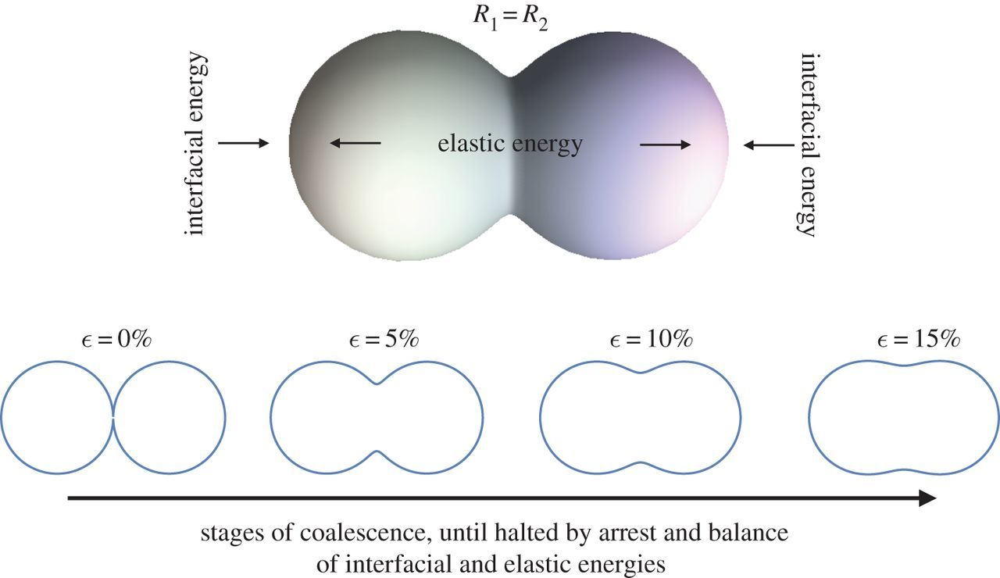 R₁ = R₂
interfacial energy
elastic energy
interfacial energy
ϵ = 0%
ϵ = 5%
ϵ = 10%
ϵ = 15%
stages of coalescence, until halted by arrest and balance
of interfacial and elastic energies